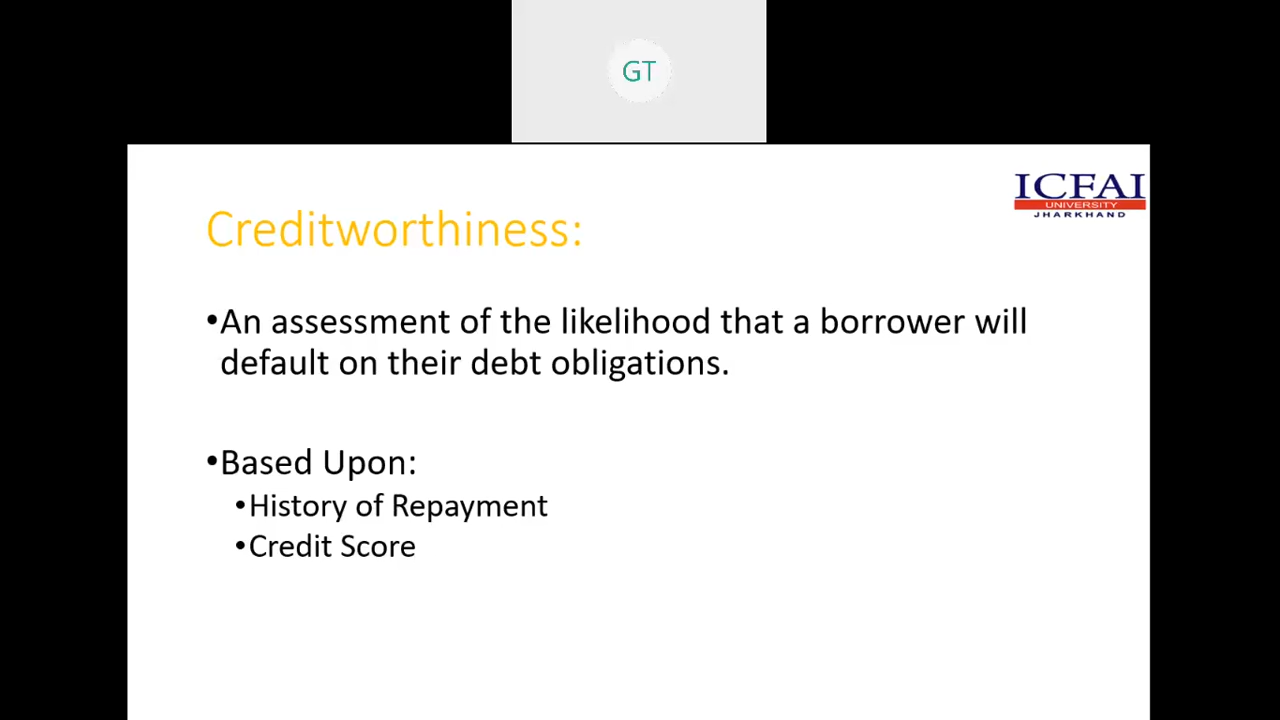 GT
ICFAI
UNIVERSITY
JHARKHAND
Creditworthiness:
•An assessment of the likelihood that a borrower will
default on their debt obligations.
•Based Upon:
•History of Repayment
•Credit Score